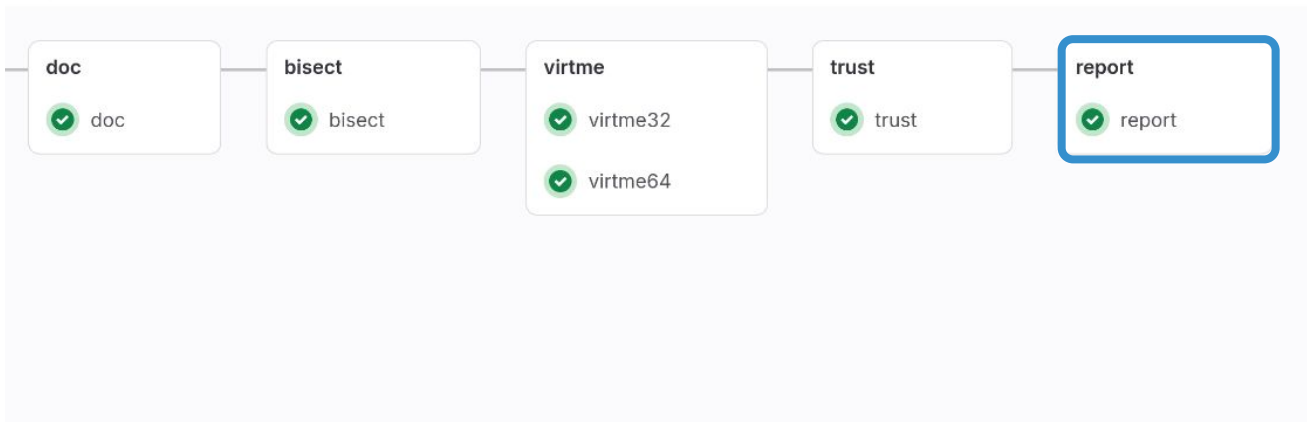 doc
doc
bisect
bisect
virtme
virtme32
virtme64
trust
trust
report
report